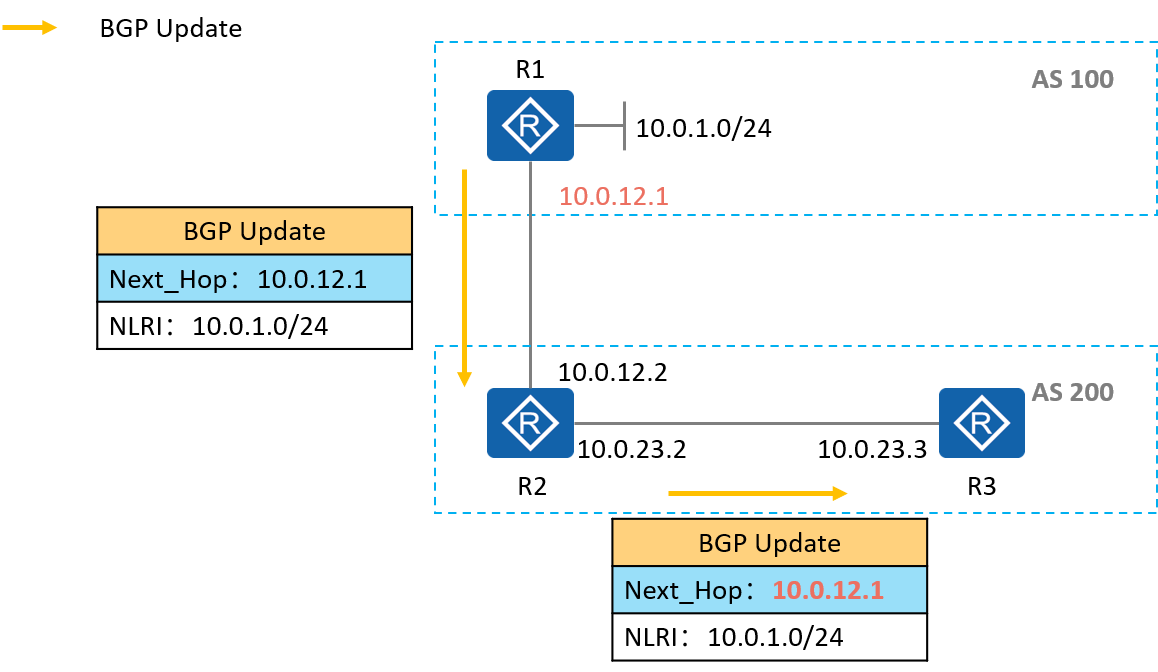 BGP Update
R1
AS 100
R
10.0.1.0/24
10.0.12.1
BGP Update
Next_Hop：10.0.12.1
NLRI：10.0.1.0/24
10.0.12.2
AS 200
R
R
10.0.23.2
10.0.23.3
R2
R3
BGP Update
Next_Hop：10.0.12.1
NLRI：10.0.1.0/24